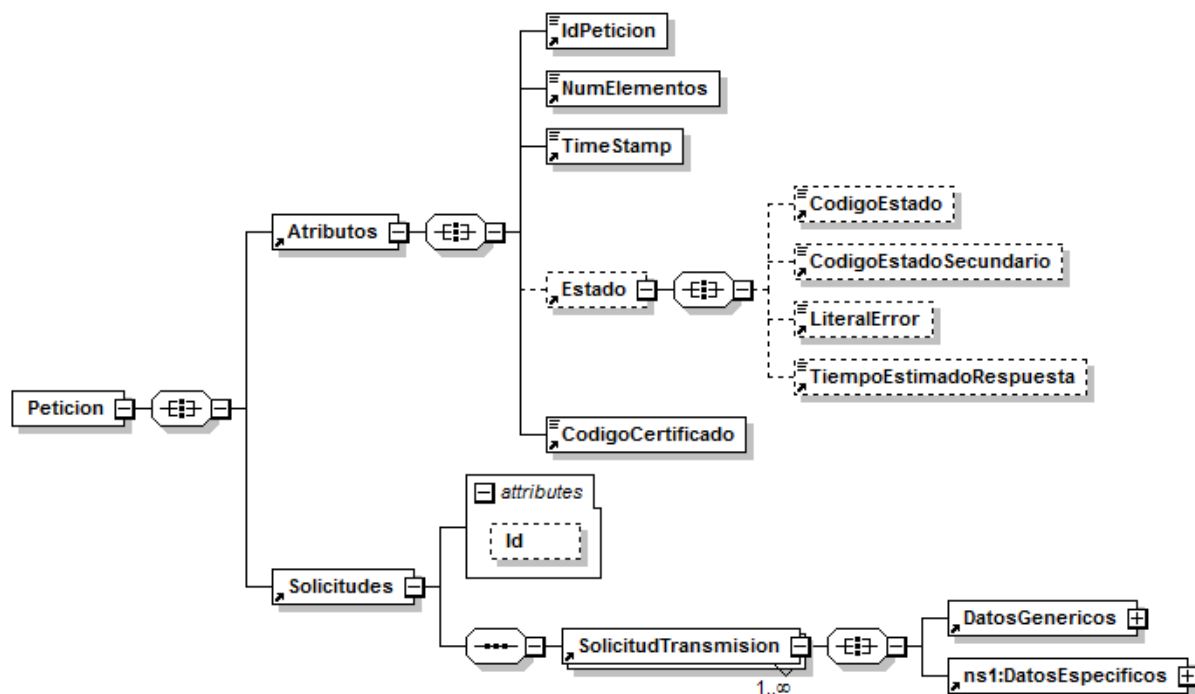 IdPeticion
NumElementos
TimeStamp
CodigoEstado
Atributos
CodigoEstadoSecundario
Estado
LiteralError
TiempoEstimadoRespuesta
Peticion
CodigoCertificado
attributes
Id
Solicitudes
DatosGenericos
SolicitudTransmision
1..∞
ns1:DatosEspecificos